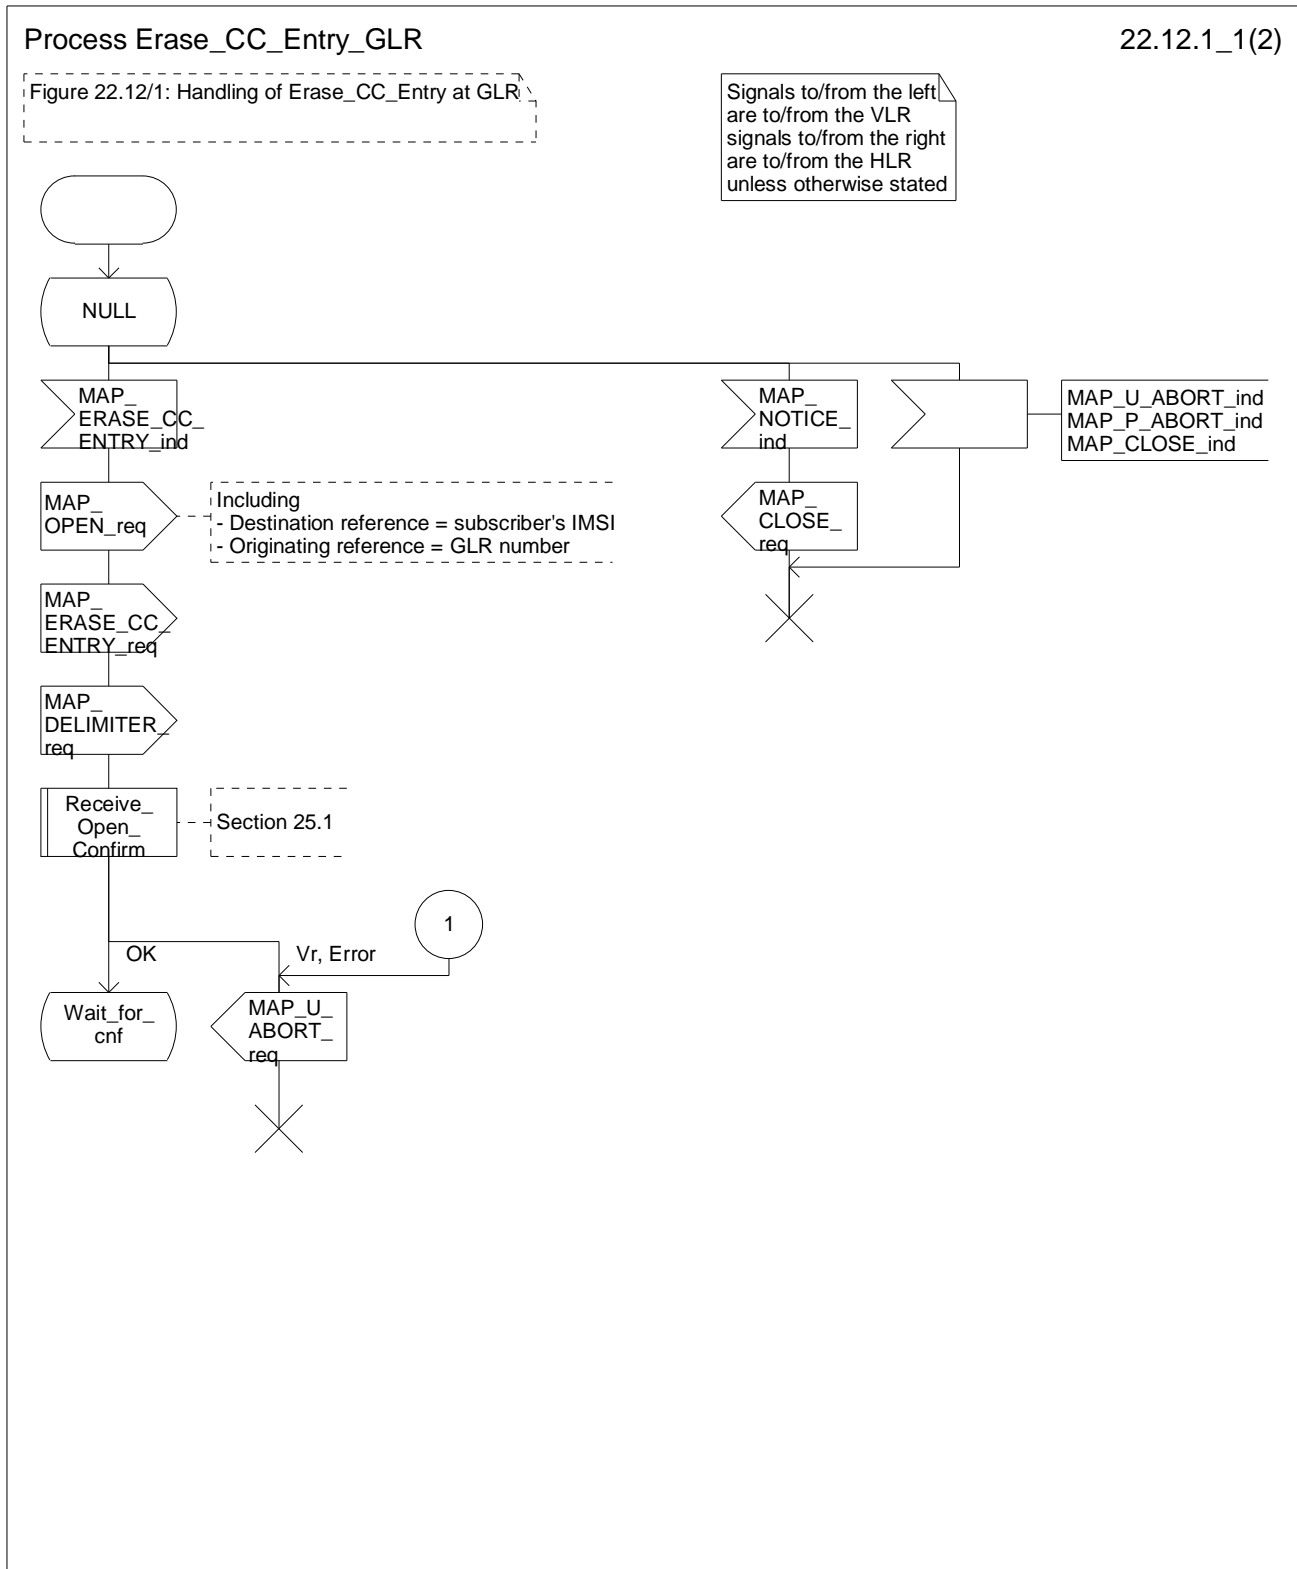 Process Erase_CC_Entry_GLR
22.12.1_1(2)
Figure 22.12/1: Handling of Erase_CC_Entry at GLR
Signals to/from the left
are to/from the VLR
signals to/from the right
are to/from the HLR
unless otherwise stated
NULL
MAP_
ERASE_CC_
ENTRY_ind
MAP_
NOTICE_
ind
MAP_U_ABORT_ind
MAP_P_ABORT_ind
MAP_CLOSE_ind
MAP_
OPEN_req
Including
- Destination reference = subscriber's IMSI
- Originating reference = GLR number
MAP_
CLOSE_
req
MAP_
ERASE_CC_
ENTRY_req
MAP_
DELIMITER_
req
Receive_
Open_
Confirm
Section 25.1
1
OK
Vr, Error
Wait_for_
cnf
MAP_U_
ABORT_
req